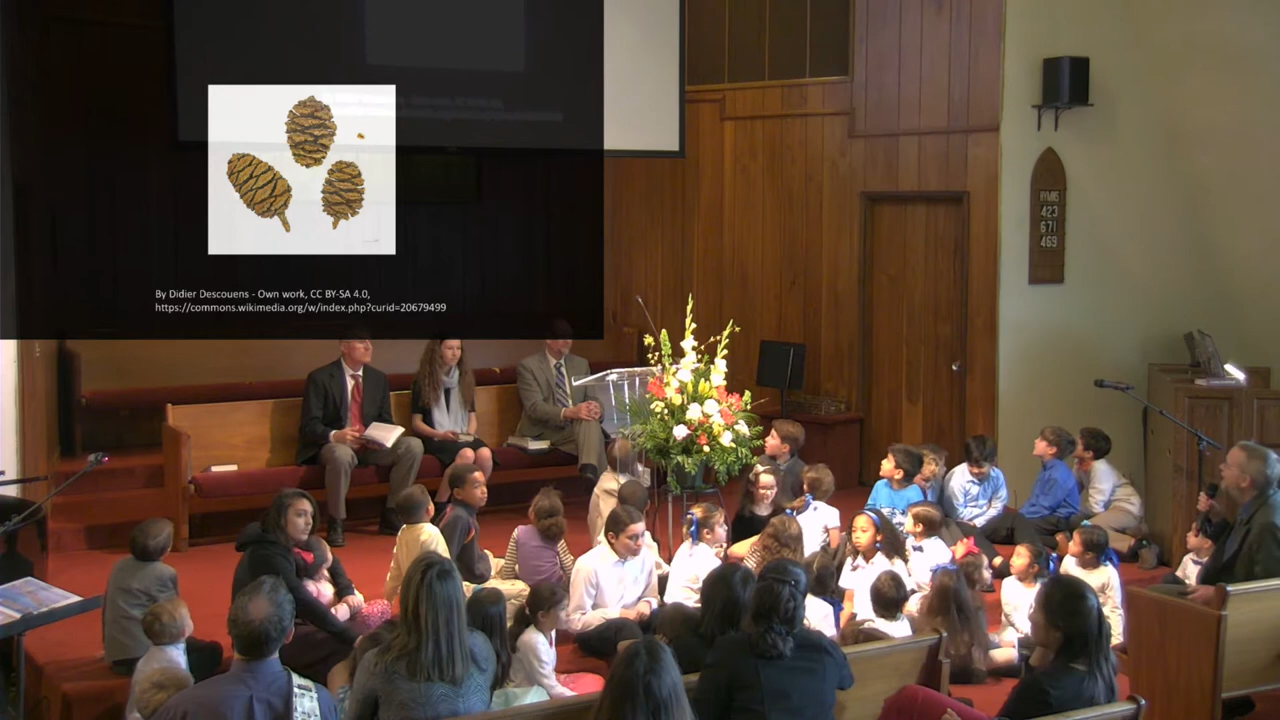 By Didier Descouens - Own work, CC BY-SA 4.0,
https://commons.wikimedia.org/w/index.php?curid=20679499
HYMNS
423
671
469